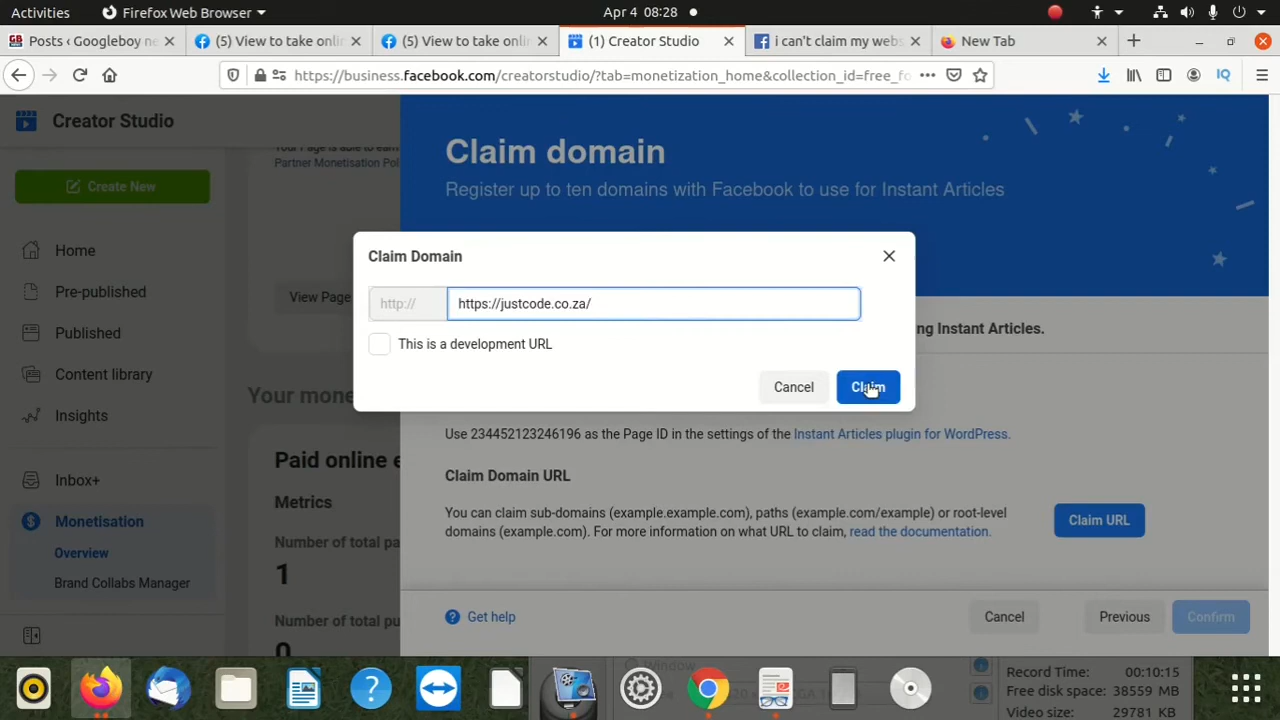 Activities
Firefox Web Browser
Apr 4 08:28
Posts ‹ Googleboy ne
(5) View to take onlin
(5) View to take onlin
(1) Creator Studio
i can't claim my webs
New Tab
https://business.facebook.com/creatorstudio/?tab=monetization_home&collection_id=free_fo
IQ
Creator Studio
Create New
Home
Pre-published
Published
Content library
Insights
Inbox+
Monetisation
Overview
Brand Collabs Manager
Your Page is able to earn
Partner Monetisation Poli
View Page
Your mone
Paid online e
Metrics
Number of total pa
1
Number of total pa
0
Claim domain
Register up to ten domains with Facebook to use for Instant Articles
Claim Domain
http://
https://justcode.co.za/
This is a development URL
Cancel
Claim
ng Instant Articles.
Use 234452123246196 as the Page ID in the settings of the Instant Articles plugin for WordPress.
Claim Domain URL
You can claim sub-domains (example.example.com), paths (example.com/example) or root-level
domains (example.com). For more information on what URL to claim, read the documentation.
Claim URL
Get help
Cancel
Previous
Confirm
Window
Record Time: 00:10:15
Free disk space: 38559 MB
Video size: 29781 KB